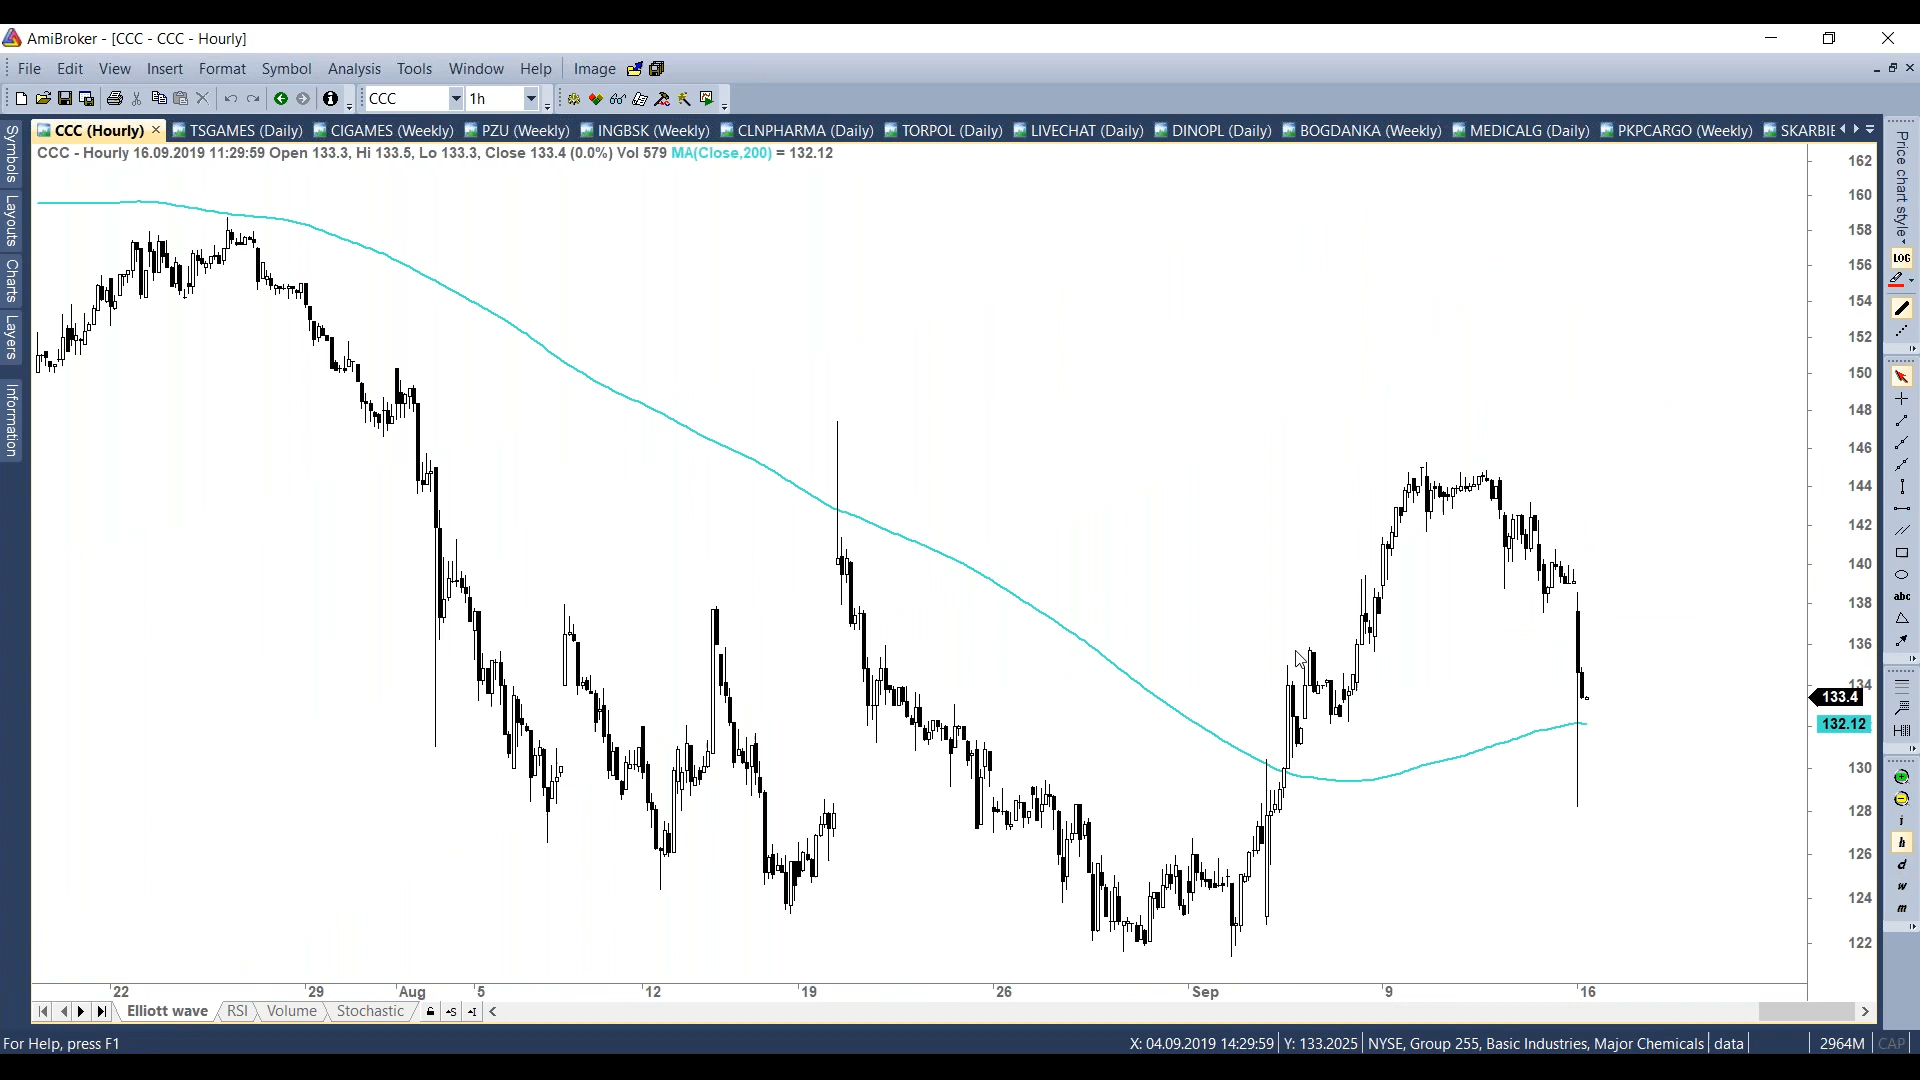 AmiBroker - [CCC - CCC - Hourly]
File Edit View Insert Format Symbol Analysis Tools Window Help Image
CCC 1h
CCC (Hourly) TSGAMES (Daily) CIGAMES (Weekly) PZU (Weekly) INGBSK (Weekly) CLNPHARMA (Daily) TORPOL (Daily) LIVECHAT (Daily) DINOPL (Daily) BOGDANKA (Weekly) MEDICALG (Daily) PKPCARGO (Weekly) SKARBIE
CCC - Hourly 16.09.2019 11:29:59 Open 133.3, Hi 133.5, Lo 133.3, Close 133.4 (0.0%) Vol 579 MA(Close,200) = 132.12
Symbols
Layouts
Charts
Layers
Information
162
160
158
156
154
152
150
148
146
144
142
140
138
136
134
133.4
132.12
130
128
126
124
122
Price chart style
LOG
abc
i
h
d
w
m
22 29 Aug 5 12 19 26 Sep 9 16
Elliott wave RSI Volume Stochastic
For Help, press F1
X: 04.09.2019 14:29:59 Y: 133.2025 NYSE, Group 255, Basic Industries, Major Chemicals data 2964M CAP